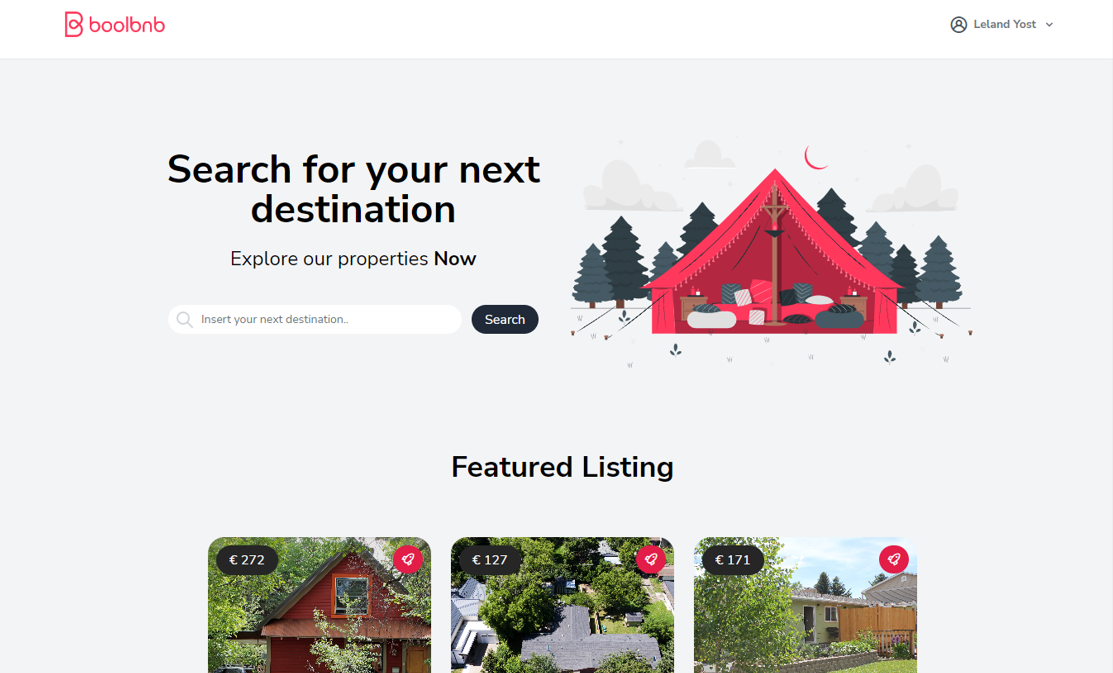 boolbnb
Leland Yost
Search for your next
destination
Explore our properties Now
Insert your next destination..
Search
Featured Listing
€ 272
€ 127
€ 171